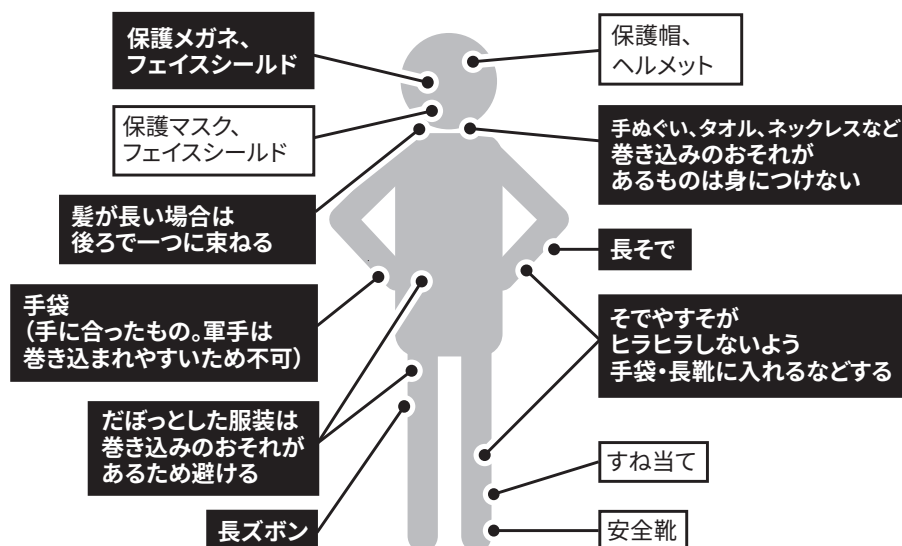 保護メガネ、
フェイスシールド
保護帽、
ヘルメット
保護マスク、
フェイスシールド
手ぬぐい、タオル、ネックレスなど
巻き込みのおそれが
あるものは身につけない
髪が長い場合は
後ろで一つに束ねる
長そで
手袋
（手に合ったもの。軍手は
巻き込まれやすいため不可）
そでやすそが
ヒラヒラしないよう
手袋・長靴に入れるなどする
だぼっとした服装は
巻き込みのおそれが
あるため避ける
すね当て
長ズボン
安全靴